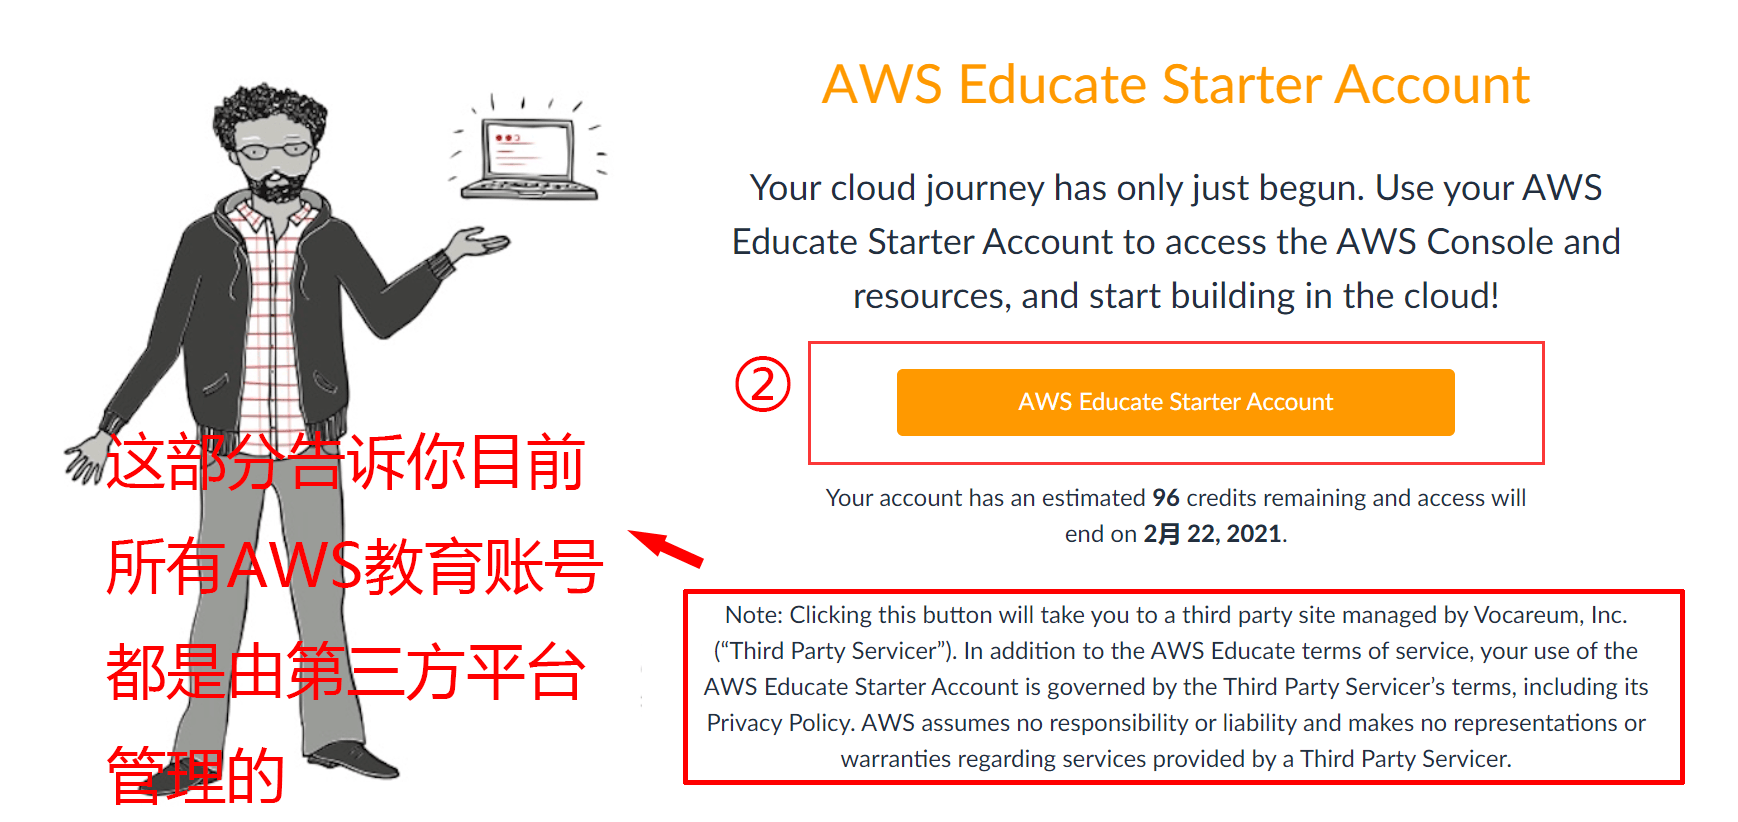 AWS Educate Starter Account
Your cloud journey has only just begun. Use your AWS
Educate Starter Account to access the AWS Console and
resources, and start building in the cloud!
②
AWS Educate Starter Account
Your account has an estimated 96 credits remaining and access will
end on 2月 22, 2021.
这部分告诉你目前
所有AWS教育账号
都是由第三方平台
管理的
Note: Clicking this button will take you to a third party site managed by Vocareum, Inc.
(“Third Party Servicer”). In addition to the AWS Educate terms of service, your use of the
AWS Educate Starter Account is governed by the Third Party Servicer’s terms, including its
Privacy Policy. AWS assumes no responsibility or liability and makes no representations or
warranties regarding services provided by a Third Party Servicer.